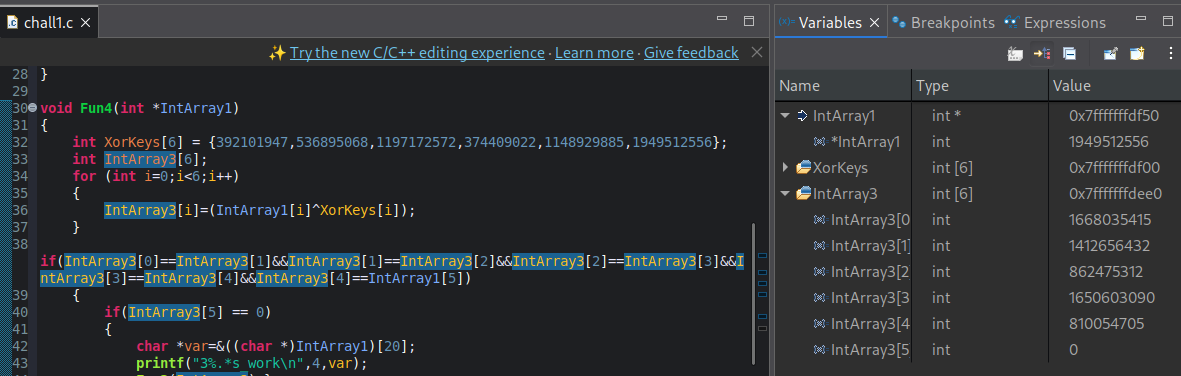 chall1.c
Variables Breakpoints Expressions
✨ Try the new C/C++ editing experience · Learn more · Give feedback
28 }
29
30 void Fun4(int *IntArray1)
31 {
32 int XorKeys[6] = {392101947,536895068,1197172572,374409022,1148929885,1949512556};
33 int IntArray3[6];
34 for (int i=0;i<6;i++)
35 {
36 IntArray3[i]=(IntArray1[i]^XorKeys[i]);
37 }
38
if(IntArray3[0]==IntArray3[1]&&IntArray3[1]==IntArray3[2]&&IntArray3[2]==IntArray3[3]&&I
ntArray3[3]==IntArray3[4]&&IntArray3[4]==IntArray1[5])
39 {
40 if(IntArray3[5] == 0)
41 {
42 char *var=&((char *)IntArray1)[20];
43 printf("3%.*s work\n",4,var);
Name Type Value
IntArray1 int * 0x7fffffffdf50
*IntArray1 int 1949512556
XorKeys int [6] 0x7fffffffdf00
IntArray3 int [6] 0x7fffffffdee0
IntArray3[0 int 1668035415
IntArray3[1] int 1412656432
IntArray3[2 int 862475312
IntArray3[3 int 1650603090
IntArray3[4 int 810054705
IntArray3[5 int 0